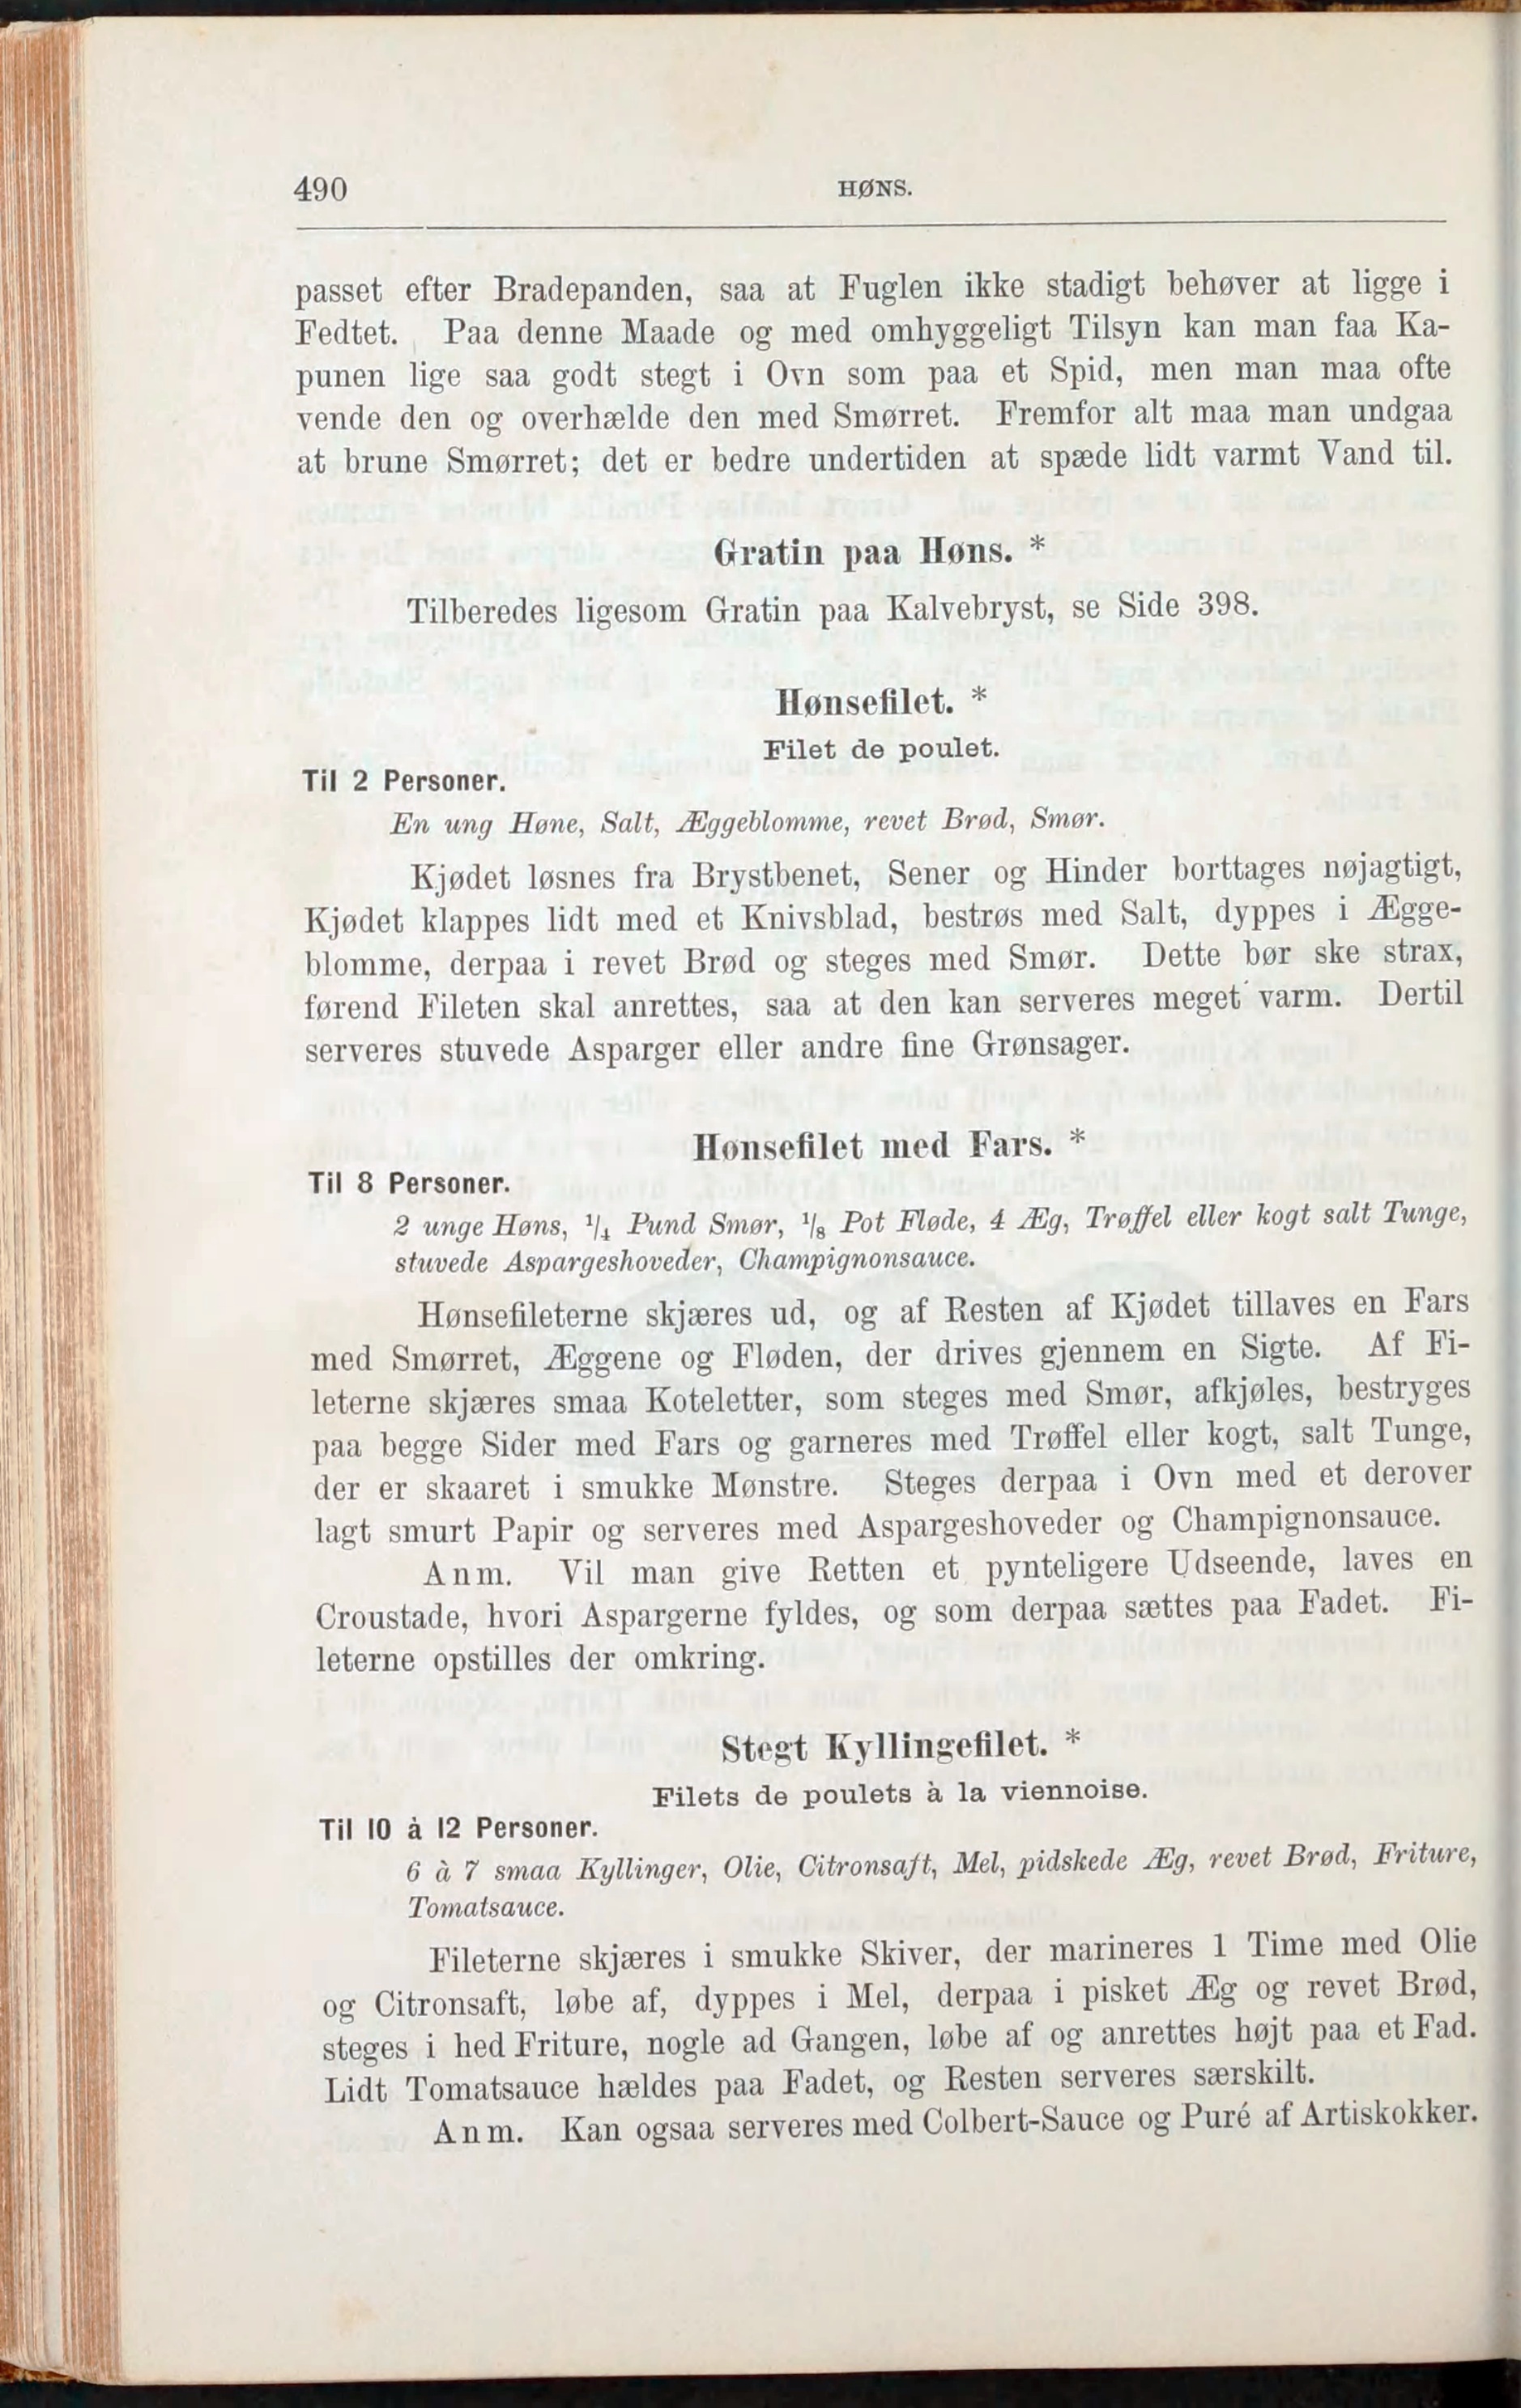 490
HØNS.
passet efter Bradepanden, saa at Fuglen ikke stadigt behøver at ligge i
Fedtet. Paa denne Maade og med omhyggeligt Tilsyn kan man faa Ka-
punen lige saa godt stegt i Ovn som paa et Spid, men man maa ofte
vende den og overhælde den med Smørret. Fremfor alt maa man undgaa
at brune Smørret; det er bedre undertiden at spæde lidt varmt Vand til.
Gratin paa Høns. *
Tilberedes ligesom Gratin paa Kalvebryst, se Side 398.
Hønsefilet. *
Filet de poulet.
Til 2 Personer.
En ung Høne, Salt, Æggeblomme, revet Brød, Smør.
Kjødet løsnes fra Brystbenet, Sener og Hinder borttages nøjagtigt,
Kjødet klappes lidt med et Knivsblad, bestrøs med Salt, dyppes i Ægge-
blomme, derpaa i revet Brød og steges med Smør. Dette bør ske strax,
førend Fileten skal anrettes, saa at den kan serveres meget varm. Dertil
serveres stuvede Asparger eller andre fine Grønsager.
Hønsefilet med Fars. *
Til 8 Personer.
2 unge Høns, 1/4 Pund Smør, 1/8 Pot Fløde, 4 Æg, Trøffel eller kogt salt Tunge,
stuvede Aspargeshoveder, Champignonsauce.
Hønsefileterne skjæres ud, og af Resten af Kjødet tillaves en Fars
med Smørret, Æggene og Fløden, der drives gjennem en Sigte. Af Fi-
leterne skjæres smaa Koteletter, som steges med Smør, afkjøles, bestryges
paa begge Sider med Fars og garneres med Trøffel eller kogt, salt Tunge,
der er skaaret i smukke Mønstre. Steges derpaa i Ovn med et derover
lagt smurt Papir og serveres med Aspargeshoveder og Champignonsauce.
Anm. Vil man give Retten et pynteligere Udseende, laves en
Croustade, hvori Aspargerne fyldes, og som derpaa sættes paa Fadet. Fi-
leterne opstilles der omkring.
Stegt Kyllingefilet. *
Filets de poulets à la viennoise.
Til 10 à 12 Personer.
6 à 7 smaa Kyllinger, Olie, Citronsaft, Mel, pidskede Æg, revet Brød, Friture,
Tomatsauce.
Fileterne skjæres i smukke Skiver, der marineres 1 Time med Olie
og Citronsaft, løbe af, dyppes i Mel, derpaa i pisket Æg og revet Brød,
steges i hed Friture, nogle ad Gangen, løbe af og anrettes højt paa et Fad.
Lidt Tomatsauce hældes paa Fadet, og Resten serveres særskilt.
Anm. Kan ogsaa serveres med Colbert-Sauce og Puré af Artiskokker.